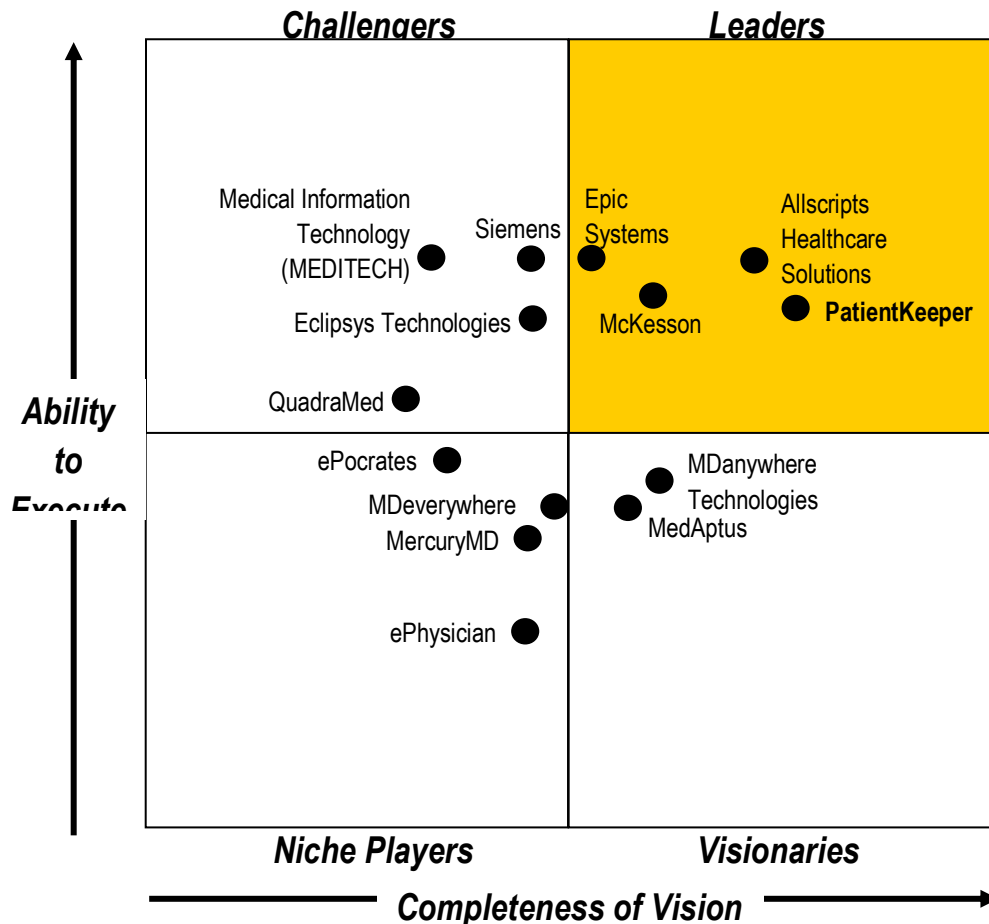 Challengers
Leaders
Medical Information
Technology
(MEDITECH)
Siemens
Epic
Systems
Allscripts
Healthcare
Solutions
Eclipsys Technologies
McKesson
PatientKeeper
QuadraMed
Ability
to
Execute
ePocrates
MDeverywhere
MercuryMD
MDanywhere
Technologies
MedAptus
ePhysician
Niche Players
Visionaries
Completeness of Vision